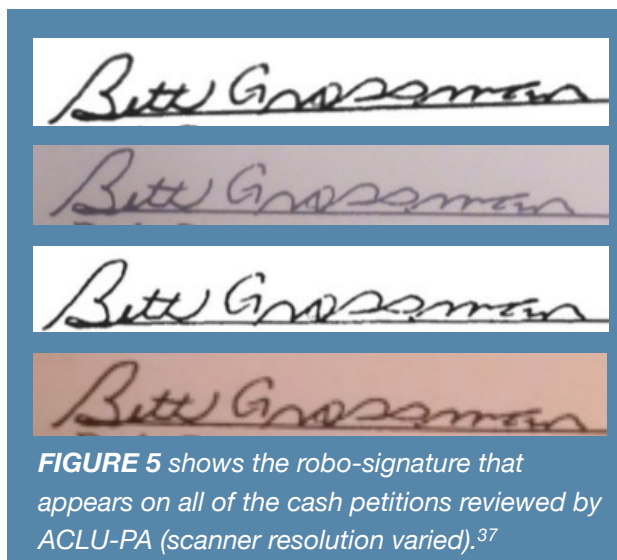 Beth Grossman
Beth Grossman
Beth Grossman
Beth Grossman
FIGURE 5 shows the robo-signature that
appears on all of the cash petitions reviewed by
ACLU-PA (scanner resolution varied).37